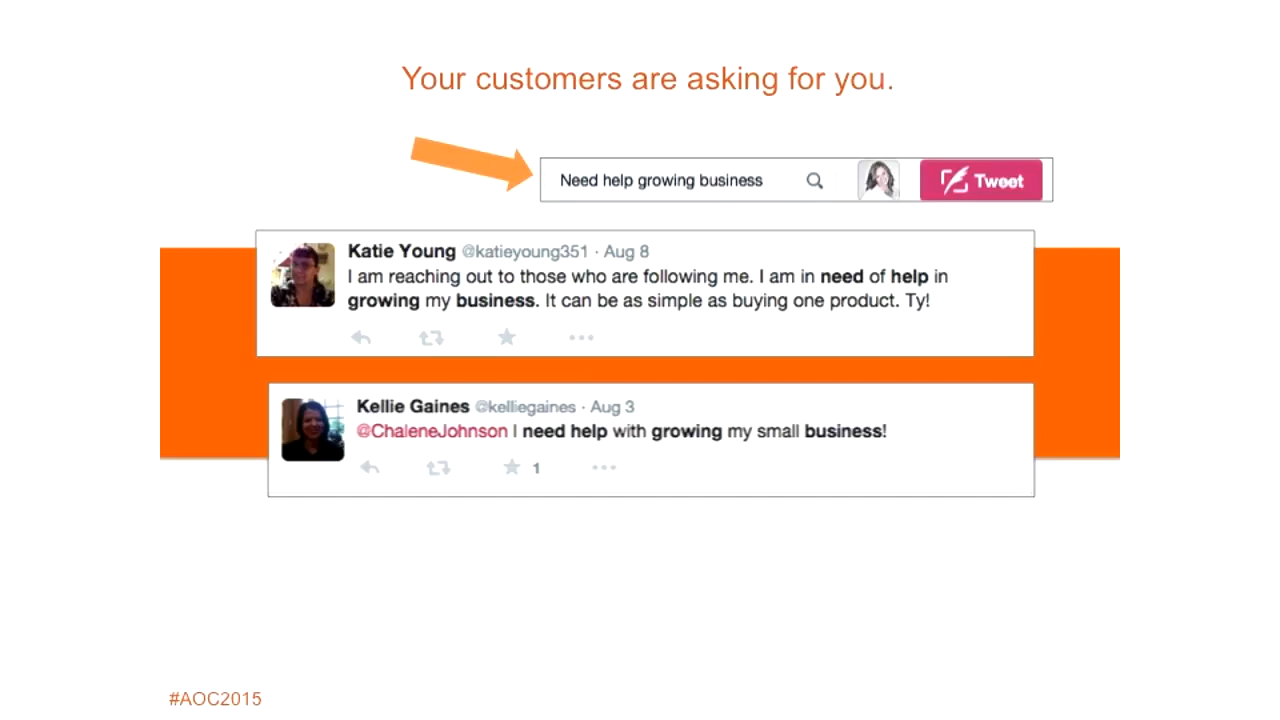 Your customers are asking for you.
Need help growing business
Tweet
Katie Young @katieyoung351 · Aug 8
I am reaching out to those who are following me. I am in need of help in
growing my business. It can be as simple as buying one product. Ty!
Kellie Gaines @kelliegaines · Aug 3
@ChaleneJohnson I need help with growing my small business!
1
#AOC2015